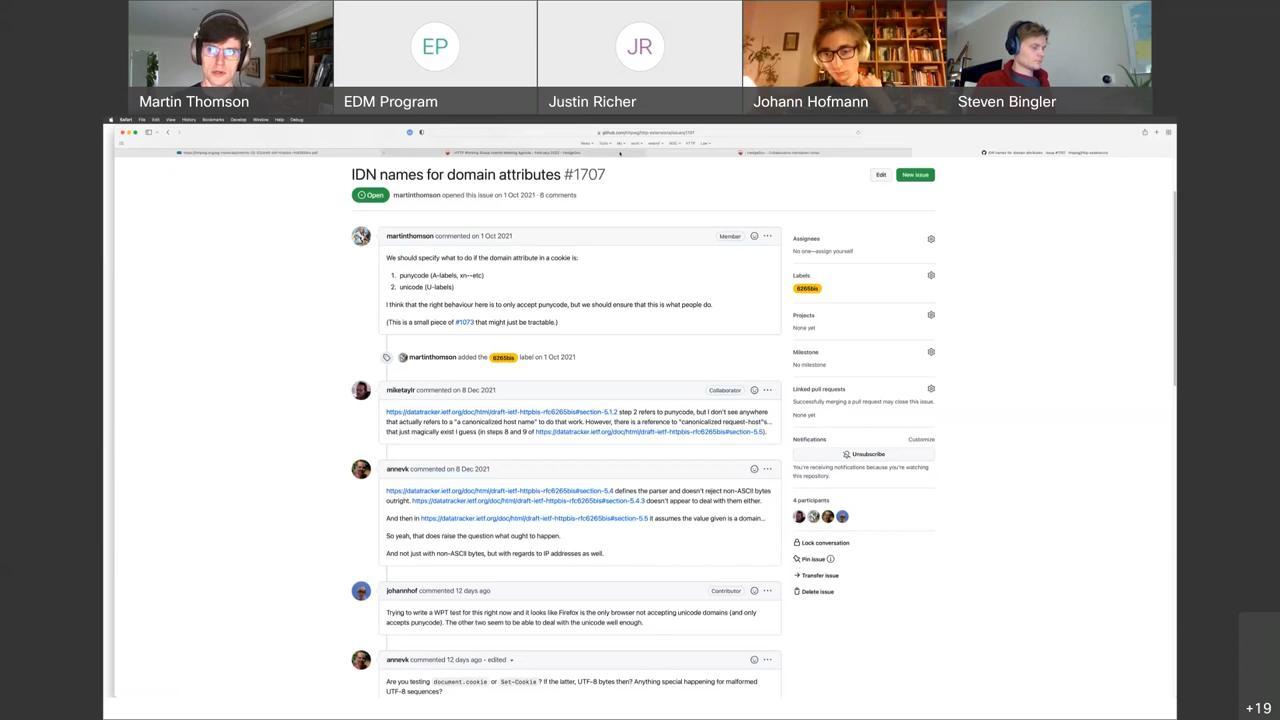 EP
JR
Martin Thomson
EDM Program
Justin Richer
Johann Hofmann
Steven Bingler
Safari File Edit View History Bookmarks Develop Window Help Debug
IDN names for domain attributes #1707
Edit
New issue
Open
martinthomson opened this issue on 1 Oct 2021 · 8 comments
martinthomson commented on 1 Oct 2021
Member
We should specify what to do if the domain attribute in a cookie is:
1. punycode (A-labels, xn--etc)
2. unicode (U-labels)
I think that the right behaviour here is to only accept punycode, but we should ensure that this is what people do.
(This is a small piece of #1073 that might just be tractable.)
martinthomson added the 6265bis label on 1 Oct 2021
miketaylr commented on 8 Dec 2021
Collaborator
https://datatracker.ietf.org/doc/html/draft-ietf-httpbis-rfc6265bis#section-5.1.2 step 2 refers to punycode, but I don't see anywhere
that actually refers to a "a canonicalized host name" to do that work. However, there is a reference to "canonicalized request-host"s...
that just magically exist I guess (in steps 8 and 9 of https://datatracker.ietf.org/doc/html/draft-ietf-httpbis-rfc6265bis#section-5.5).
annevk commented on 8 Dec 2021
https://datatracker.ietf.org/doc/html/draft-ietf-httpbis-rfc6265bis#section-5.4 defines the parser and doesn't reject non-ASCII bytes
outright. https://datatracker.ietf.org/doc/html/draft-ietf-httpbis-rfc6265bis#section-5.4.3 doesn't appear to deal with them either.
And then in https://datatracker.ietf.org/doc/html/draft-ietf-httpbis-rfc6265bis#section-5.5 it assumes the value given is a domain...
So yeah, that does raise the question what ought to happen.
And not just with non-ASCII bytes, but with regards to IP addresses as well.
johannhof commented 12 days ago
Contributor
Trying to write a WPT test for this right now and it looks like Firefox is the only browser not accepting unicode domains (and only
accepts punycode). The other two seem to be able to deal with the unicode well enough.
annevk commented 12 days ago • edited
Are you testing document.cookie or Set-Cookie? If the latter, UTF-8 bytes then? Anything special happening for malformed
UTF-8 sequences?
Assignees
No one—assign yourself
Labels
6265bis
Projects
None yet
Milestone
No milestone
Linked pull requests
Successfully merging a pull request may close this issue.
None yet
Notifications
Customize
Unsubscribe
You're receiving notifications because you're watching
this repository.
4 participants
Lock conversation
Pin issue
Transfer issue
Delete issue
+19